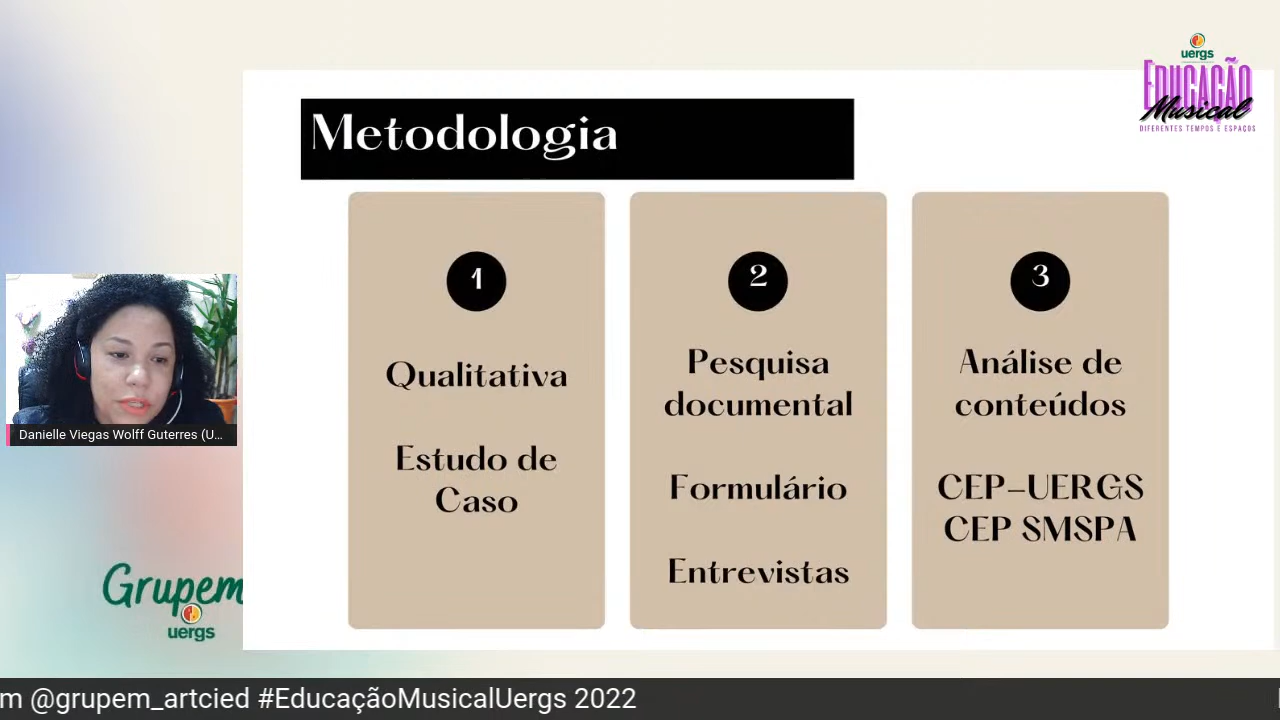 uergs
EDUCAÇÃO
Musical
DIFERENTES TEMPOS E ESPAÇOS
Metodologia
1
Qualitativa
Estudo de
Caso
2
Pesquisa
documental
Formulário
Entrevistas
3
Análise de
conteúdos
CEP-UERGS
CEP SMSPA
Danielle Viegas Wolff Guterres (U...
Grupem
uergs
m @grupem_artcied #EducaçãoMusicalUergs 2022